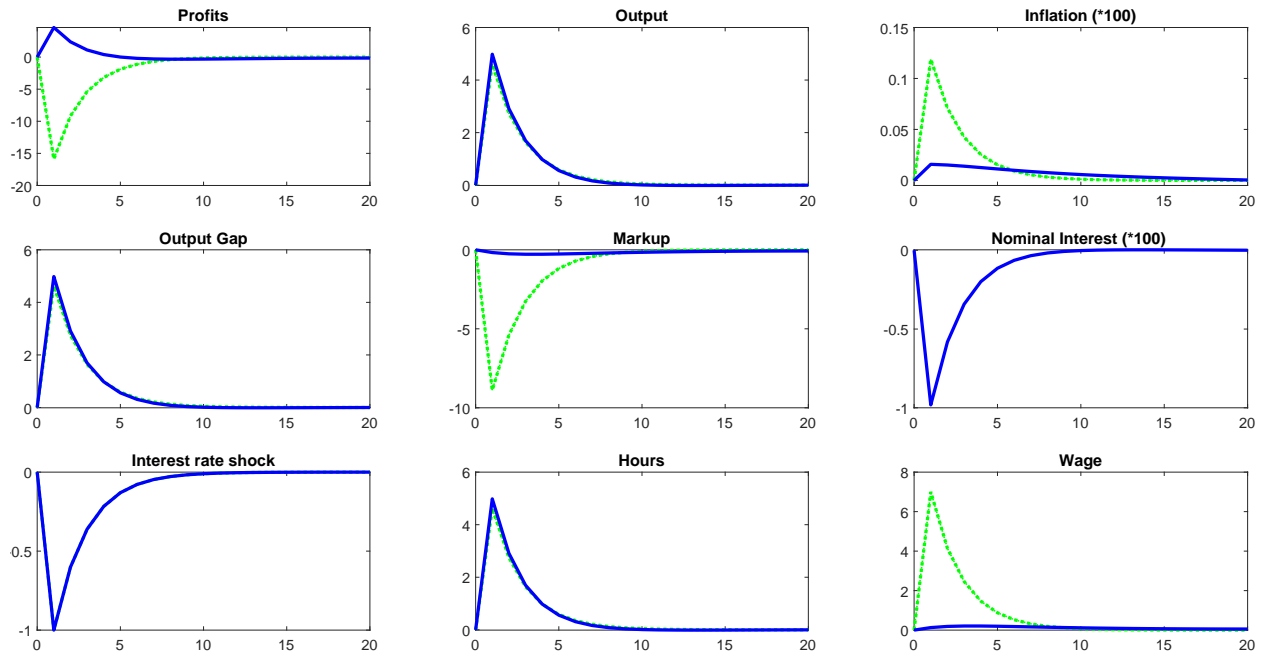 Profits
0
-5
-10
-15
-20
0 5 10 15 20
Output
6
4
2
0
0 5 10 15 20
Inflation (*100)
0.15
0.1
0.05
0
0 5 10 15 20
Output Gap
6
4
2
0
0 5 10 15 20
Markup
0
-5
-10
0 5 10 15 20
Nominal Interest (*100)
0
-0.5
-1
0 5 10 15 20
Interest rate shock
0
0.5
-1
0 5 10 15 20
Hours
6
4
2
0
0 5 10 15 20
Wage
8
6
4
2
0
0 5 10 15 20